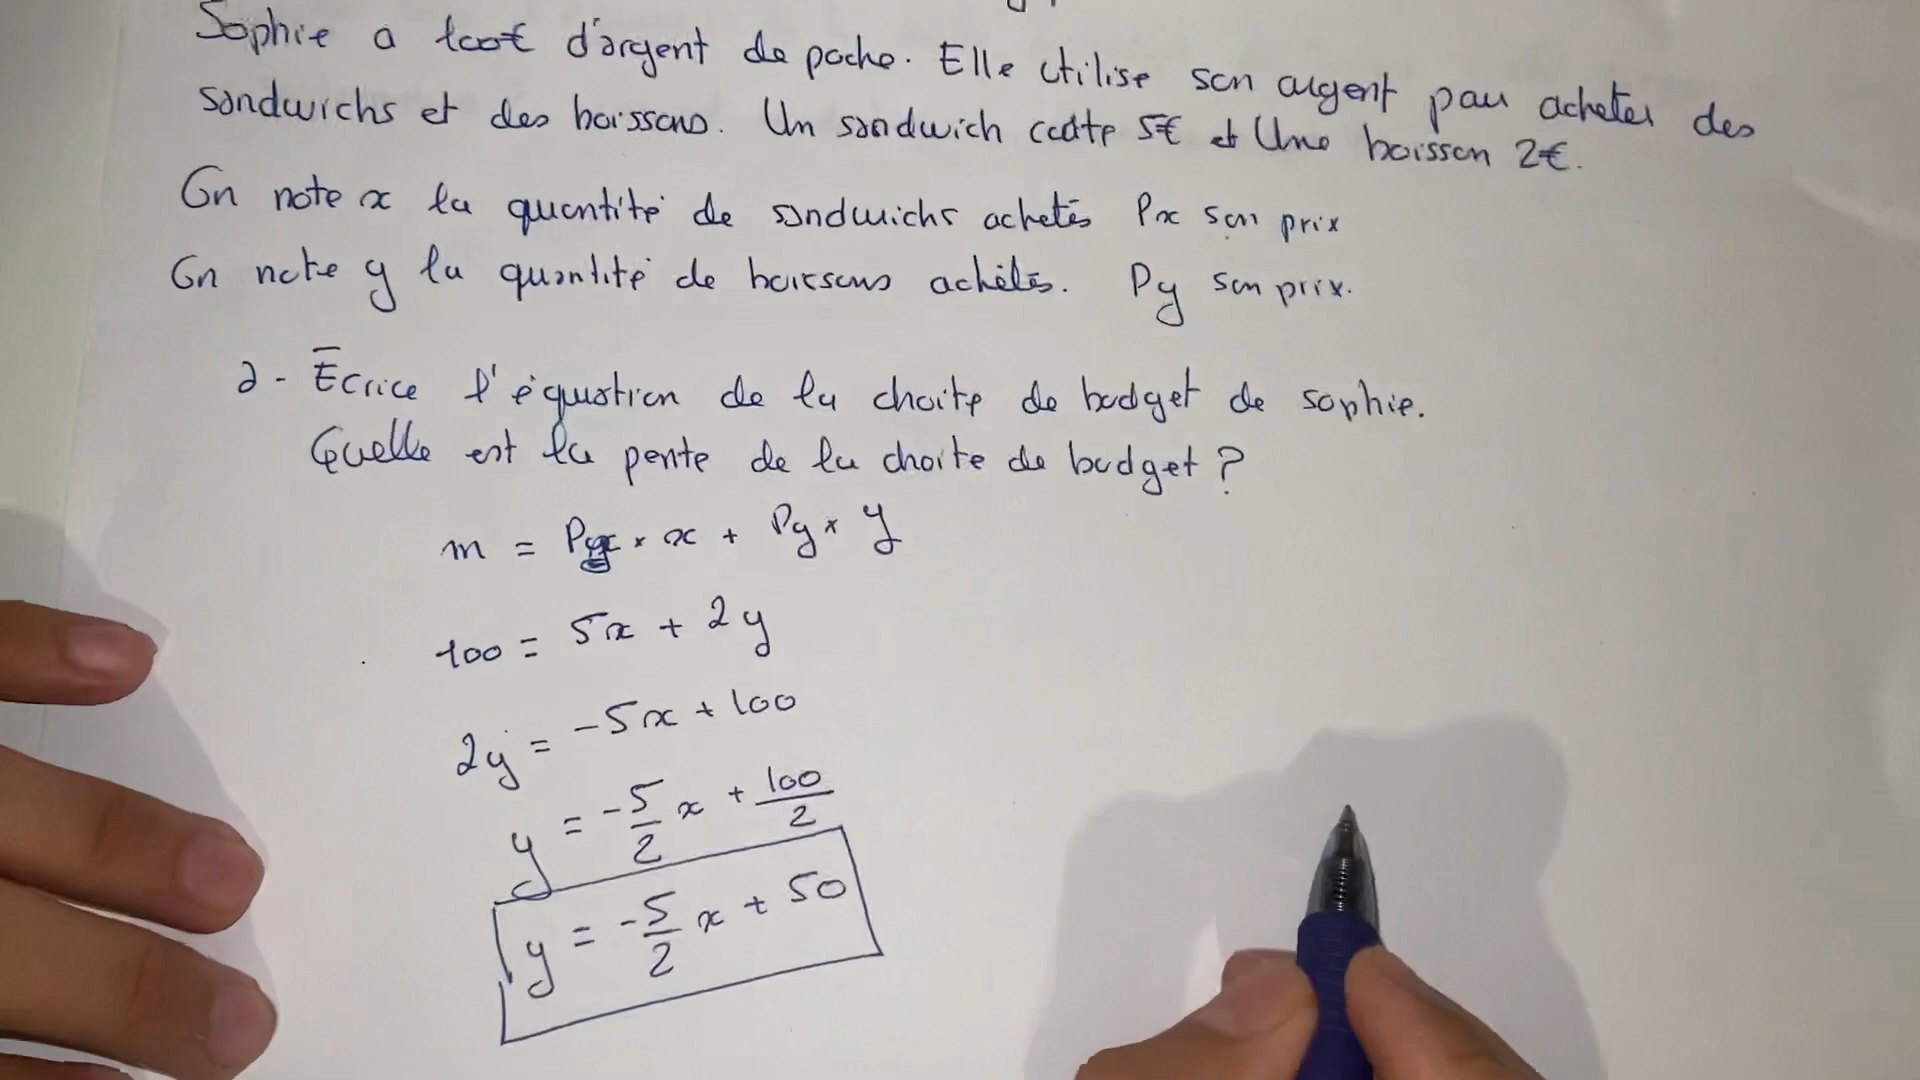 Sophie a 100€ d'argent de poche. Elle utilise son argent pour acheter des
sandwichs et des boissons. Un sandwich coûte 5€ et Une boisson 2€.
On note x la quantité de sandwichs achetés Px son prix
On note y la quantité de boissons achétés. Py son prix.
2 - Ecrice l'équation de la droite de budget de sophie.
Quelle est la pente de la droite de budget ?
m = Px × x + Py × y
100 = 5x + 2y
2y = -5x + 100
y = -5/2 x + 100/2
y = -5/2 x + 50